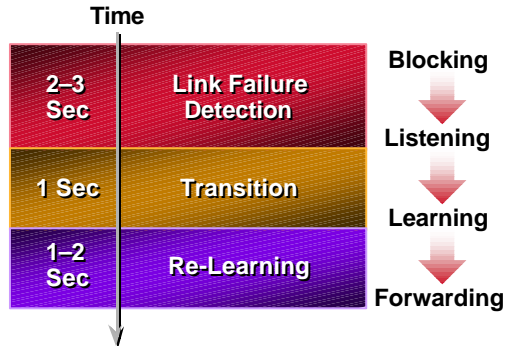 Time
2–3
Sec
Link Failure
Detection
1 Sec
Transition
1–2
Sec
Re-Learning
Blocking
Listening
Learning
Forwarding